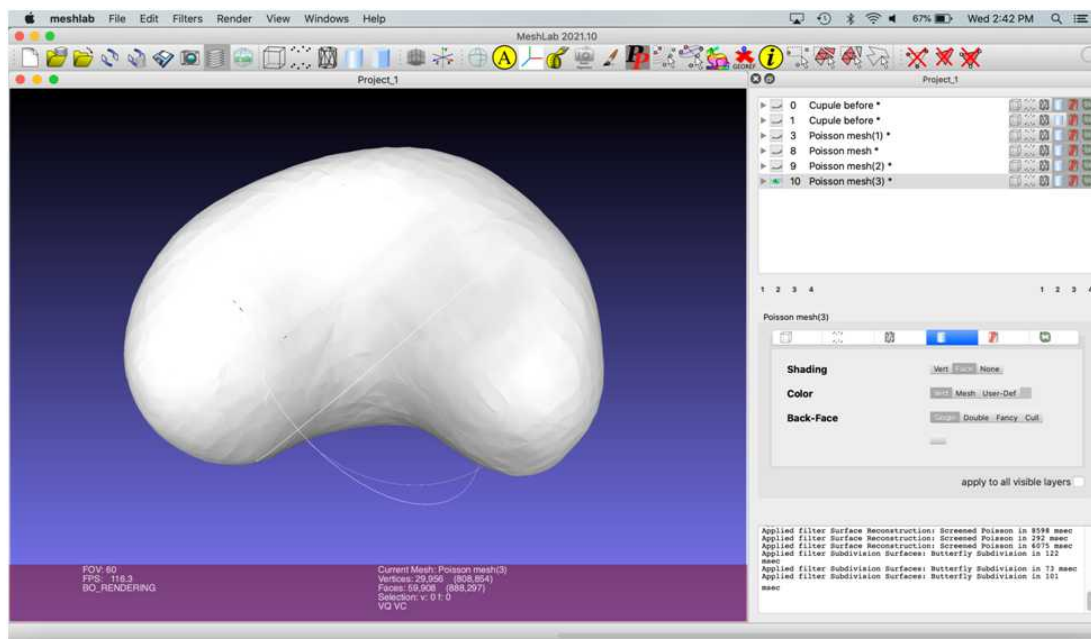 meshlab File Edit Filters Render View Windows Help 67% Wed 2:42 PM
MeshLab 2021.10
A Pp GEOREF i
Project_1
Project_1
0 Cupule before *
1 Cupule before *
3 Poisson mesh(1) *
8 Poisson mesh *
9 Poisson mesh(2) *
10 Poisson mesh(3) *
1 2 3 4 1 2 3 4
Poisson mesh(3)
Shading Vert Face None
Color Vert Mesh User-Def
Back-Face Single Double Fancy Cull
apply to all visible layers
Applied filter Surface Reconstruction: Screened Poisson in 8598 msec
Applied filter Surface Reconstruction: Screened Poisson in 292 msec
Applied filter Surface Reconstruction: Screened Poisson in 6075 msec
Applied filter Subdivision Surfaces: Butterfly Subdivision in 122
msec
Applied filter Subdivision Surfaces: Butterfly Subdivision in 73 msec
Applied filter Subdivision Surfaces: Butterfly Subdivision in 101
msec
FOV: 60
FPS: 116.3
BO_RENDERING
Current Mesh: Poisson mesh(3)
Vertices: 29,956 (808,864)
Faces: 59,908 (888,297)
Selection: v: 0 f: 0
VQ VC